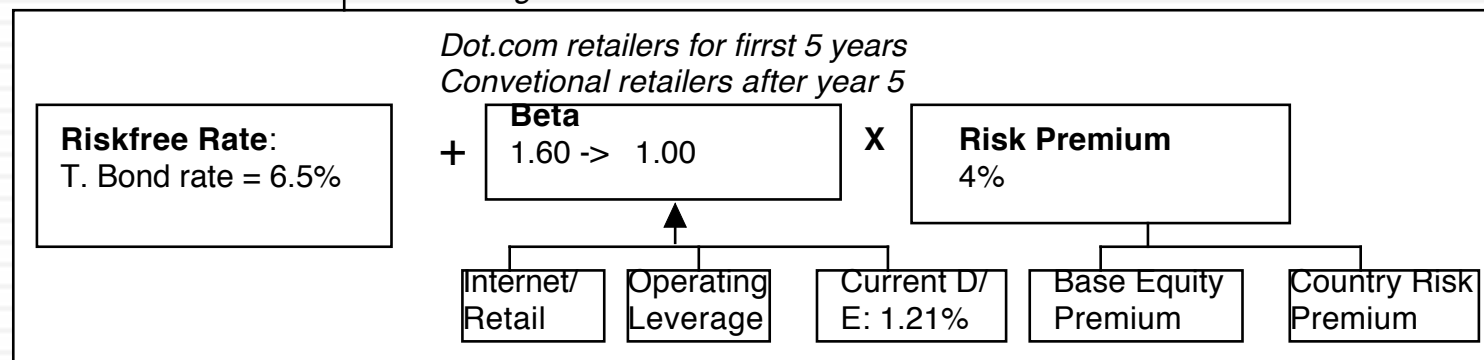 Dot.com retailers for firrst 5 years
Convetional retailers after year 5
Riskfree Rate:
T. Bond rate = 6.5%
+
Beta
1.60 -> 1.00
X
Risk Premium
4%
Internet/
Retail
Operating
Leverage
Current D/
E: 1.21%
Base Equity
Premium
Country Risk
Premium